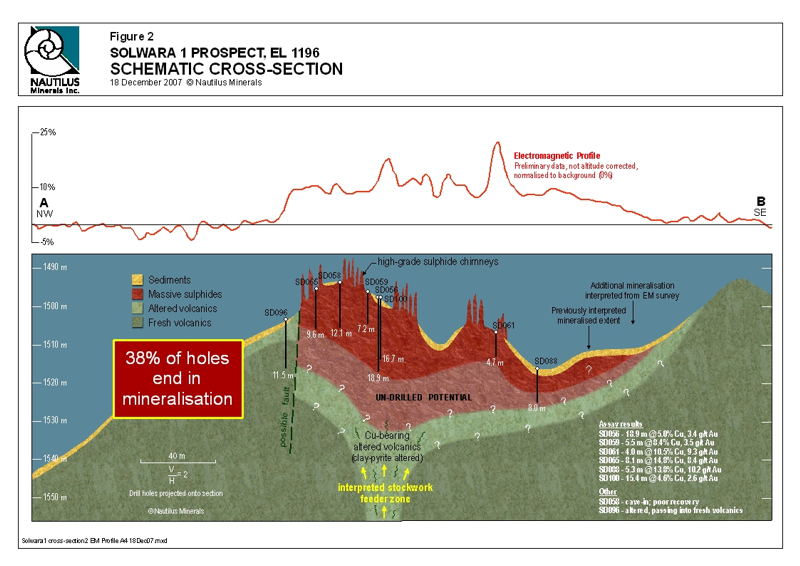 NAUTILUS
Minerals Inc.
Figure 2
SOLWARA 1 PROSPECT, EL 1196
SCHEMATIC CROSS-SECTION
18 December 2007 © Nautilus Minerals
25%
10%
-5%
A
NW
B
SE
Electromagnetic Profile
Preliminary data, not altitude corrected,
normalised to background (0%)
1490 m
1500 m
1510 m
1520 m
1530 m
1540 m
1550 m
Sediments
Massive sulphides
Altered volcanics
Fresh volcanics
high-grade sulphide chimneys
SD096
SD065
SD058
SD059
SD056
SD100
SD061
SD088
11.5 m
9.6 m
12.1 m
7.2 m
16.7 m
18.9 m
4.7 m
8.0 m
Additional mineralisation
interpreted from EM survey
Previously interpreted
mineralised extent
38% of holes
end in
mineralisation
possible fault
UN-DRILLED POTENTIAL
? ? ? ? ? ? ? ? ? ? ?
Cu-bearing
altered volcanics
(clay-pyrite altered)
interpreted stockwork
feeder zone
40 m
V
H
= 2
Drill holes projected onto section
© Nautilus Minerals
Assay results
SD056 - 18.9 m @ 5.0% Cu, 3.4 g/t Au
SD059 - 5.5 m @ 8.4% Cu, 3.5 g/t Au
SD061 - 4.0 m @ 10.5% Cu, 9.3 g/t Au
SD065 - 8.1 m @ 14.8% Cu, 8.4 g/t Au
SD088 - 5.3 m @ 13.8% Cu, 10.2 g/t Au
SD100 - 15.4 m @ 4.6% Cu, 2.6 g/t Au
Other
SD058 - cave-in; poor recovery
SD096 - altered, passing into fresh volcanics
Solwara1 cross-section2 EM Profile A4 18Dec07.mxd